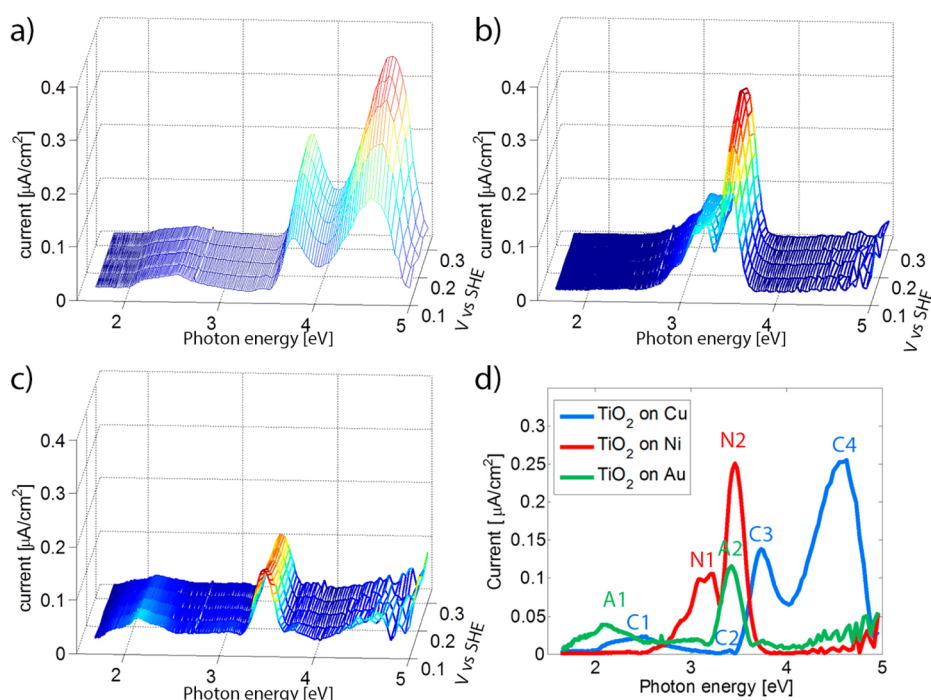 a)
0.4
0.3
0.2
0.1
0
current [µA/cm²]
2
3
4
5
Photon energy [eV]
0.3
0.2
0.1
V vs SHE
b)
0.4
0.3
0.2
0.1
0
current [µA/cm²]
2
3
4
5
Photon energy [eV]
0.3
0.2
0.1
V vs SHE
c)
0.4
0.3
0.2
0.1
0
current [µA/cm²]
2
3
4
5
Photon energy [eV]
0.3
0.2
0.1
V vs SHE
d)
0.3
0.25
0.2
0.15
0.1
0.05
0
Current [ µA/cm²]
TiO₂ on Cu
TiO₂ on Ni
TiO₂ on Au
N2
C4
C3
N1
A2
A1
C1
C2
2
3
4
5
Photon energy [eV]